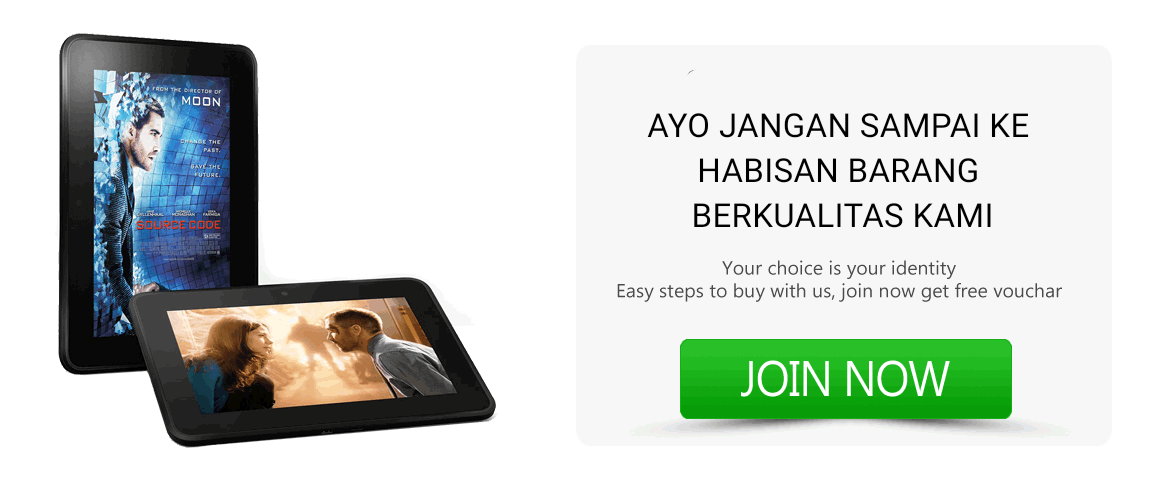 FROM THE DIRECTOR OF
MOON
CHANGE THE
PAST.
SAVE THE
FUTURE.
SOURCE CODE
AYO JANGAN SAMPAI KE
HABISAN BARANG
BERKUALITAS KAMI
Your choice is your identity
Easy steps to buy with us, join now get free vouchar
JOIN NOW